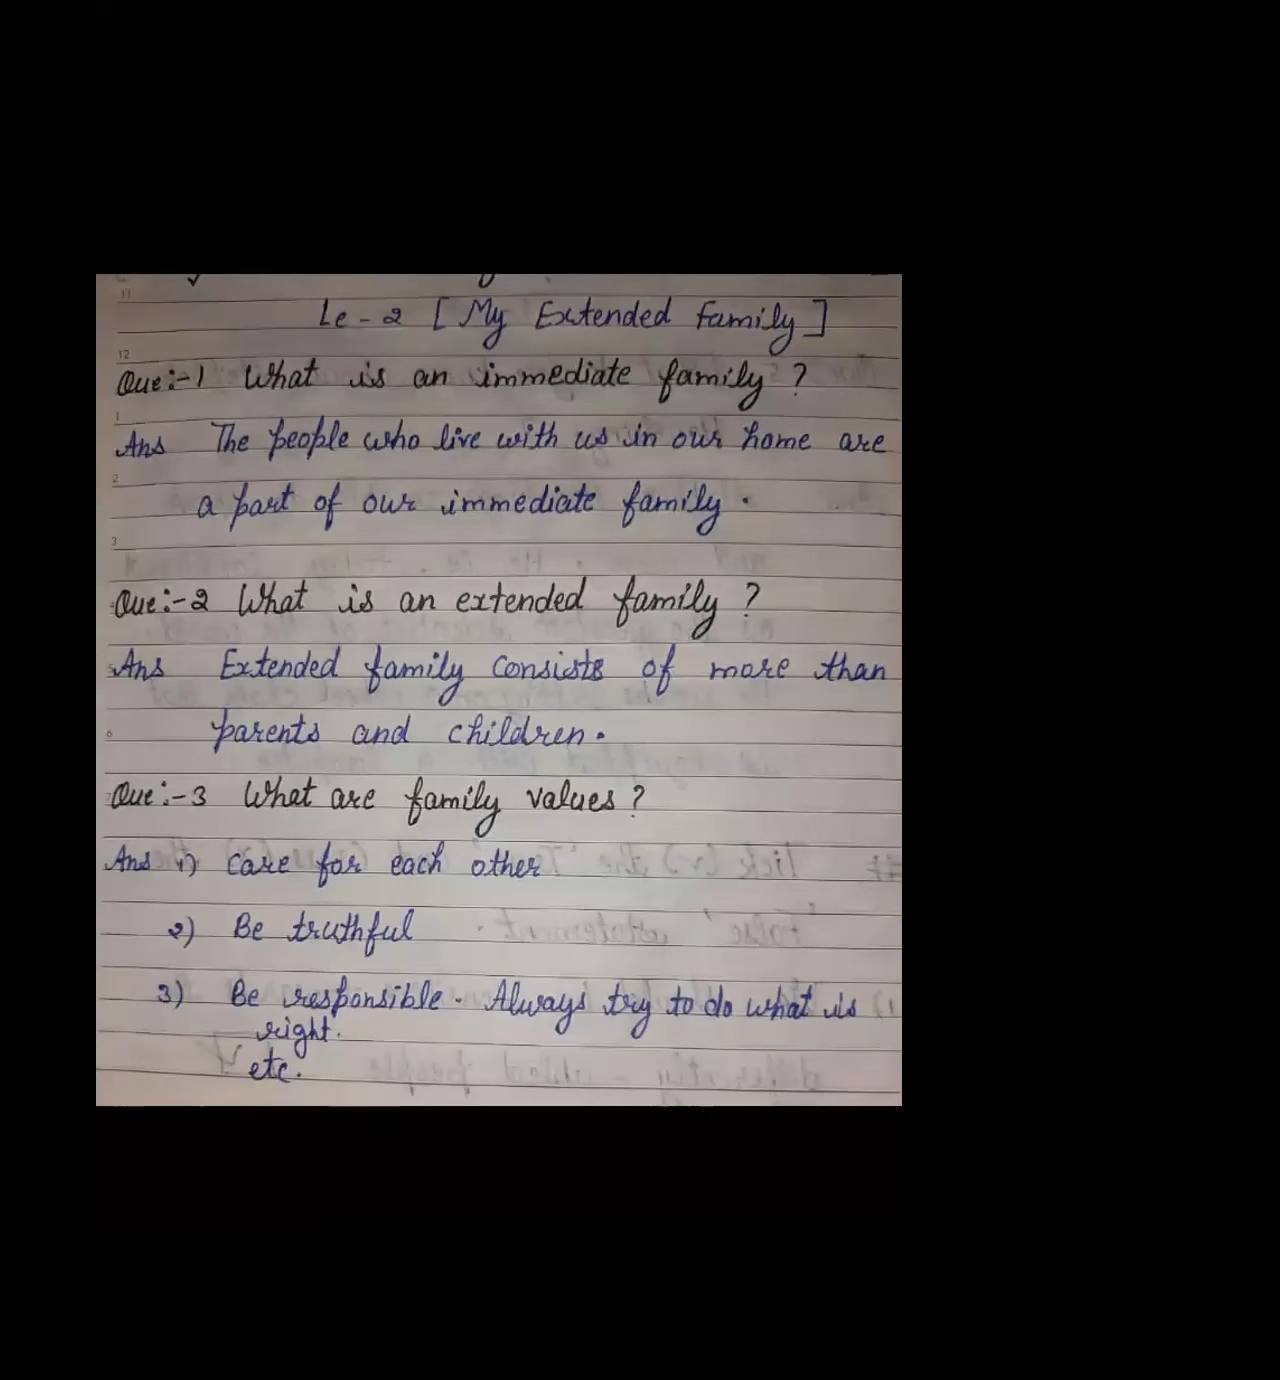 Le - 2 [ My Extended Family ]
Que:-1 What is an immediate family ?
Ans The people who live with us in our home are
a part of our immediate family .
Que:-2 What is an extended family ?
Ans Extended family consists of more than
parents and children .
Que:-3 What are family values ?
Ans 1) Care for each other
2) Be truthful
3) Be responsible . Always try to do what is
right .
etc.